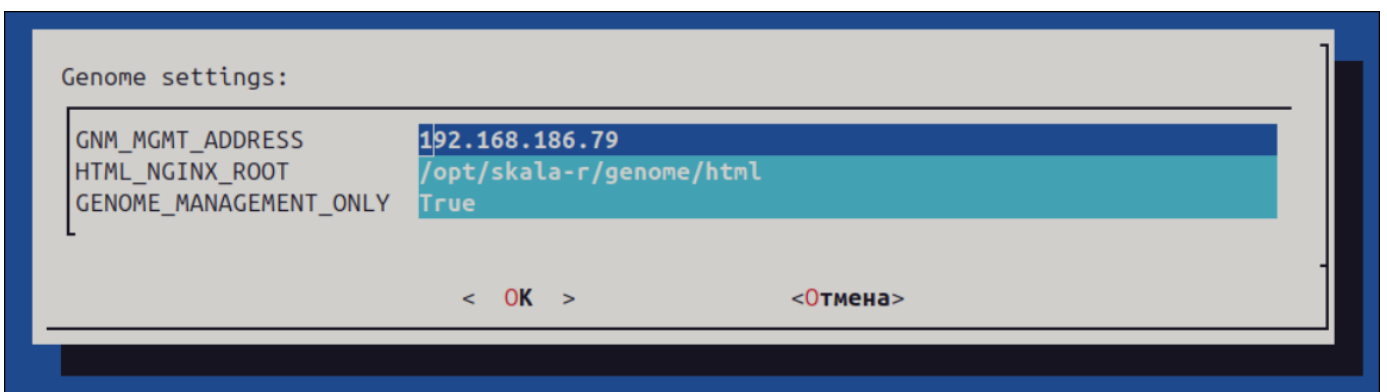 Genome settings:
GNM_MGMT_ADDRESS 192.168.186.79
HTML_NGINX_ROOT /opt/skala-r/genome/html
GENOME_MANAGEMENT_ONLY True
< OK > <Отмена>